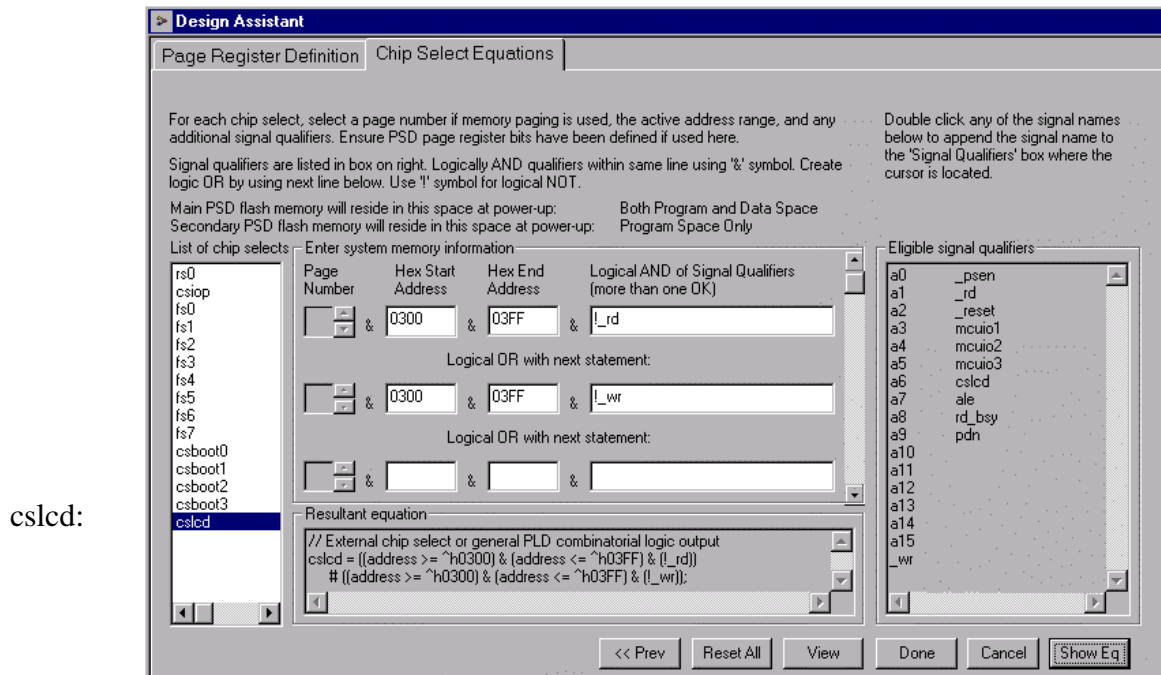 Design Assistant
Page Register Definition
Chip Select Equations
For each chip select, select a page number if memory paging is used, the active address range, and any
additional signal qualifiers. Ensure PSD page register bits have been defined if used here.
Signal qualifiers are listed in box on right. Logically AND qualifiers within same line using '&' symbol. Create
logic OR by using next line below. Use '!' symbol for logical NOT.
Double click any of the signal names
below to append the signal name to
the 'Signal Qualifiers' box where the
cursor is located.
Main PSD flash memory will reside in this space at power-up: Both Program and Data Space
Secondary PSD flash memory will reside in this space at power-up: Program Space Only
List of chip selects
rs0
csiop
fs0
fs1
fs2
fs3
fs4
fs5
fs6
fs7
csboot0
csboot1
csboot2
csboot3
cslcd
cslcd:
Enter system memory information
Page Hex Start Hex End Logical AND of Signal Qualifiers
Number Address Address (more than one OK)
& 0300 & 03FF & !_rd
Logical OR with next statement:
& 0300 & 03FF & !_wr
Logical OR with next statement:
& & &
Resultant equation
// External chip select or general PLD combinatorial logic output
cslcd = ((address >= ^h0300) & (address <= ^h03FF) & (!_rd))
# ((address >= ^h0300) & (address <= ^h03FF) & (!_wr));
Eligible signal qualifiers
a0 _psen
a1 _rd
a2 _reset
a3 mcuio1
a4 mcuio2
a5 mcuio3
a6 cslcd
a7 ale
a8 rd_bsy
a9 pdn
a10
a11
a12
a13
a14
a15
_wr
<< Prev
Reset All
View
Done
Cancel
Show Eq